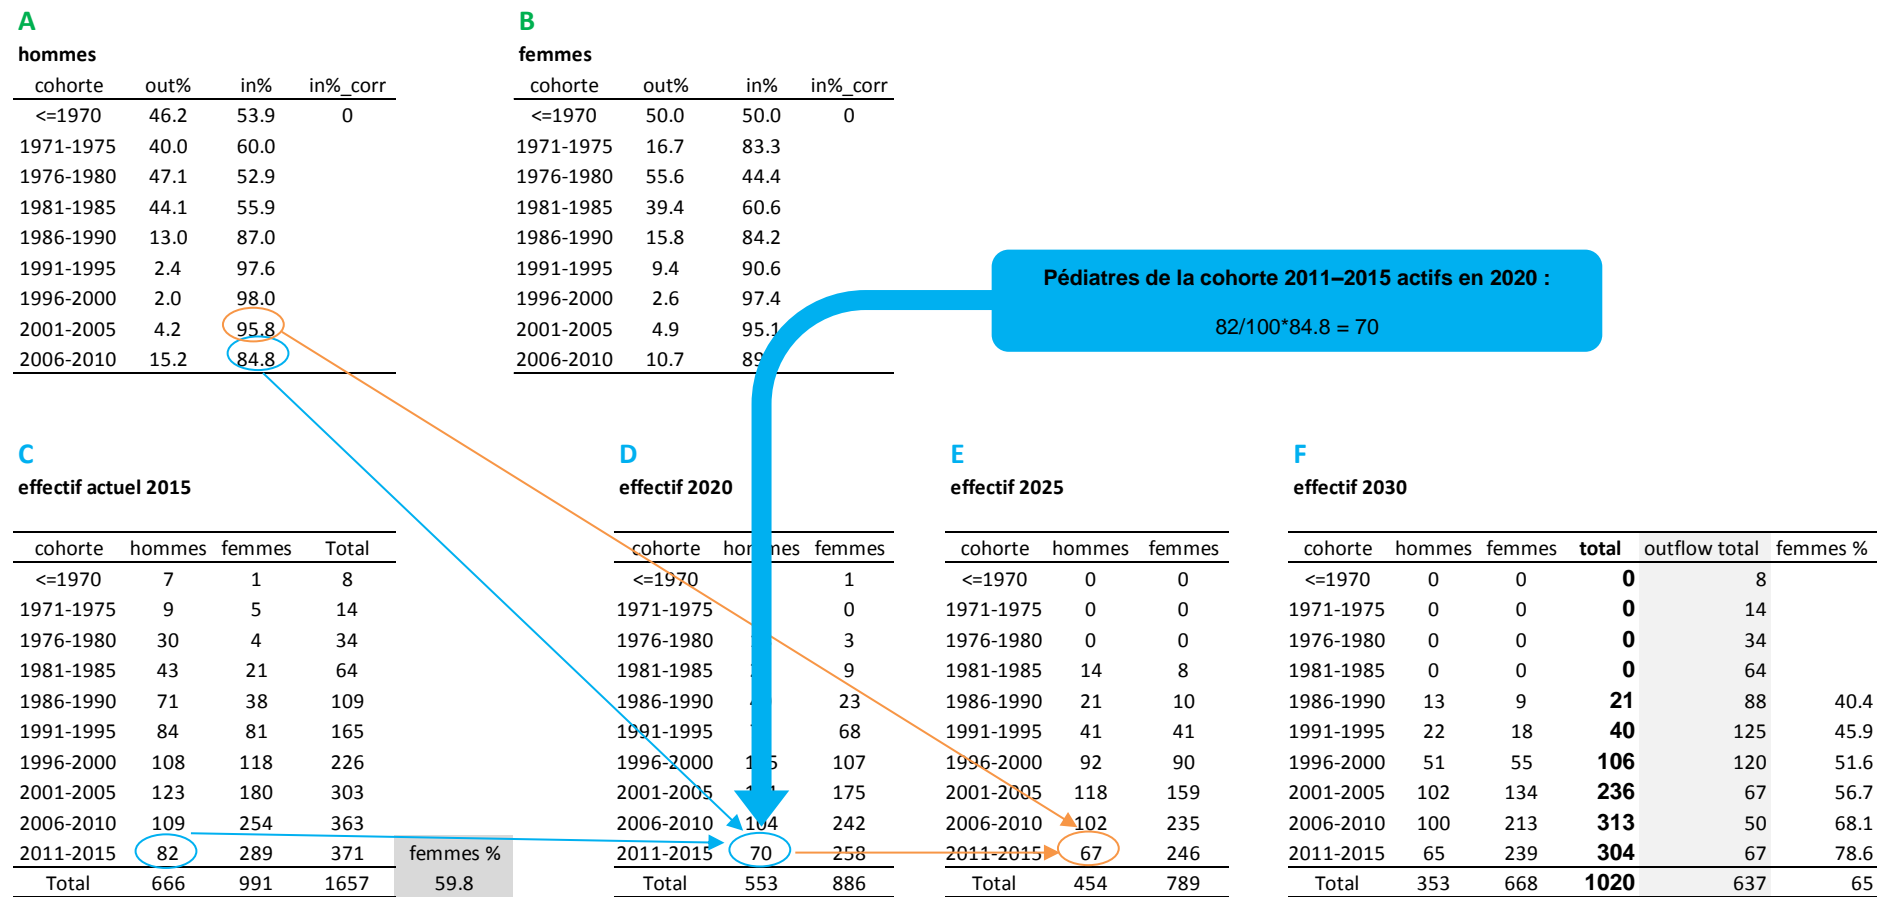 A
hommes
cohorte out% in% in%_corr
<=1970 46.2 53.9 0
1971-1975 40.0 60.0
1976-1980 47.1 52.9
1981-1985 44.1 55.9
1986-1990 13.0 87.0
1991-1995 2.4 97.6
1996-2000 2.0 98.0
2001-2005 4.2 95.8
2006-2010 15.2 84.8
B
femmes
cohorte out% in% in%_corr
<=1970 50.0 50.0 0
1971-1975 16.7 83.3
1976-1980 55.6 44.4
1981-1985 39.4 60.6
1986-1990 15.8 84.2
1991-1995 9.4 90.6
1996-2000 2.6 97.4
2001-2005 4.9 95.1
2006-2010 10.7
Pédiatres de la cohorte 2011–2015 actifs en 2020 :
82/100*84.8 = 70
C
effectif actuel 2015
cohorte hommes femmes Total
<=1970 7 1 8
1971-1975 9 5 14
1976-1980 30 4 34
1981-1985 43 21 64
1986-1990 71 38 109
1991-1995 84 81 165
1996-2000 108 118 226
2001-2005 123 180 303
2006-2010 109 254 363
2011-2015 82 289 371 femmes %
Total 666 991 1657 59.8
D
effectif 2020
cohorte hommes femmes
<=1970 1
1971-1975 0
1976-1980 3
1981-1985 9
1986-1990 23
1991-1995 68
1996-2000 107
2001-2005 175
2006-2010 104 242
2011-2015 70 258
Total 553 886
E
effectif 2025
cohorte hommes femmes
<=1970 0 0
1971-1975 0 0
1976-1980 0 0
1981-1985 14 8
1986-1990 21 10
1991-1995 41 41
1996-2000 92 90
2001-2005 118 159
2006-2010 102 235
2011-2015 67 246
Total 454 789
F
effectif 2030
cohorte hommes femmes total outflow total femmes %
<=1970 0 0 0 8
1971-1975 0 0 0 14
1976-1980 0 0 0 34
1981-1985 0 0 0 64
1986-1990 13 9 21 88 40.4
1991-1995 22 18 40 125 45.9
1996-2000 51 55 106 120 51.6
2001-2005 102 134 236 67 56.7
2006-2010 100 213 313 50 68.1
2011-2015 65 239 304 67 78.6
Total 353 668 1020 637 65